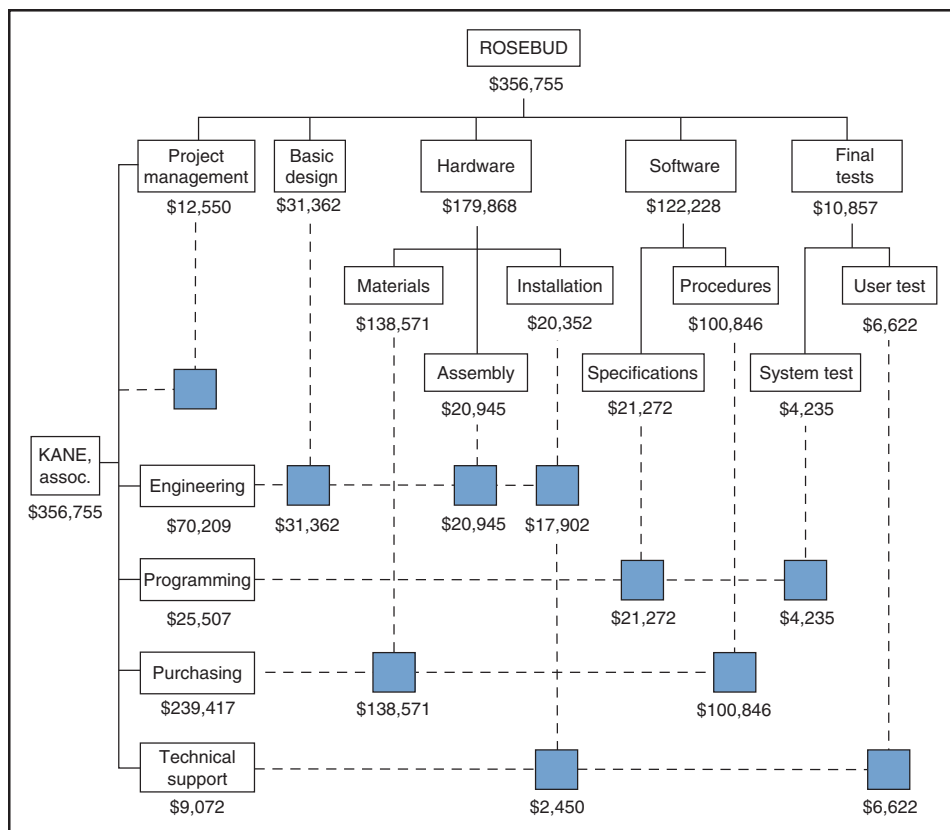 ROSEBUD
$356,755
Project
management
$12,550
Basic
design
$31,362
Hardware
$179,868
Software
$122,228
Final
tests
$10,857
Materials
$138,571
Installation
$20,352
Procedures
$100,846
User test
$6,622
Assembly
$20,945
Specifications
$21,272
System test
$4,235
KANE,
assoc.
$356,755
Engineering
$70,209
$31,362
$20,945
$17,902
Programming
$25,507
$21,272
$4,235
Purchasing
$239,417
$138,571
$100,846
Technical
support
$9,072
$2,450
$6,622